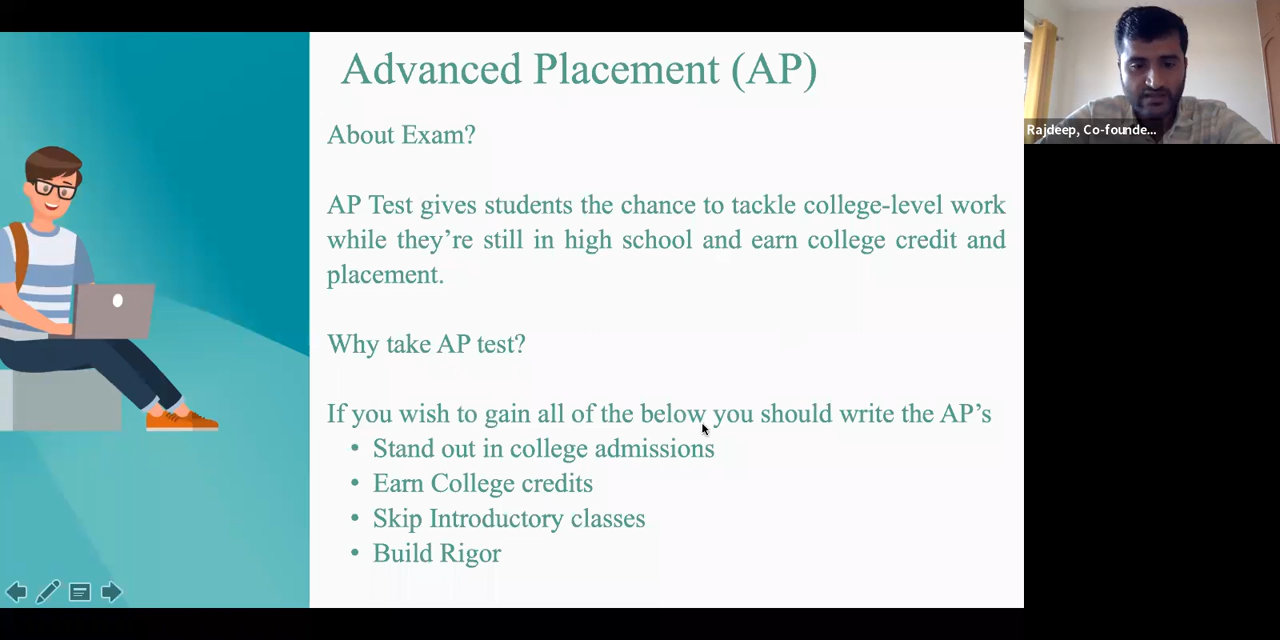 Advanced Placement (AP)
About Exam?
AP Test gives students the chance to tackle college-level work
while they’re still in high school and earn college credit and
placement.
Why take AP test?
If you wish to gain all of the below you should write the AP’s
• Stand out in college admissions
• Earn College credits
• Skip Introductory classes
• Build Rigor
Rajdeep, Co-founde...